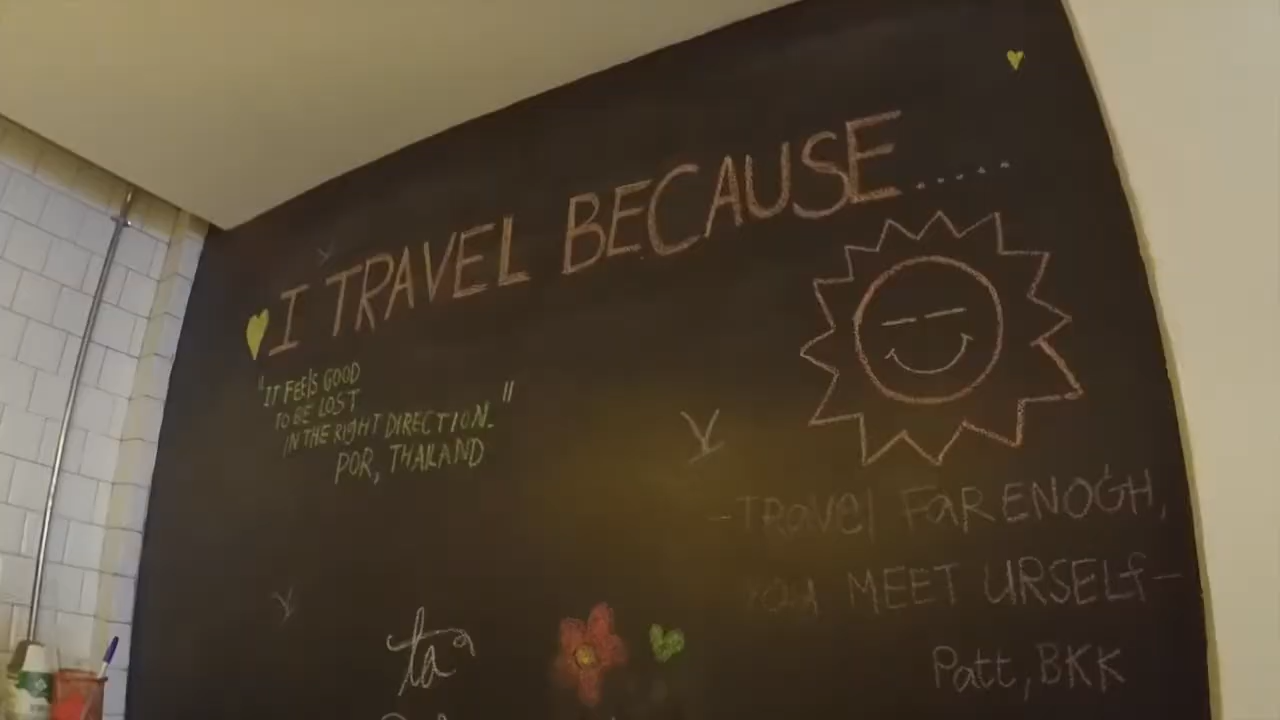 I TRAVEL BECAUSE.....
"IT FEElS GOOD
TO BE LOST
IN THE RIGHT DIRECTION."
POR, THAILAND
-TRaVEl FaR ENOGH,
YOU MEET URSELf-
Patt, BKK
ta